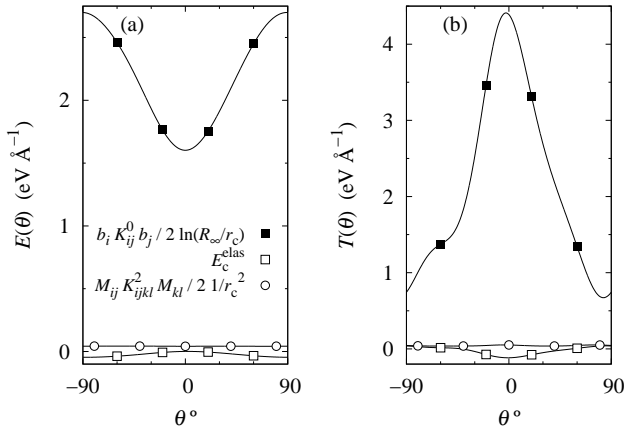 (a)
E(θ) (eV Å⁻¹)
2
1
0
b_i K⁰_ij b_j / 2 ln(R_∞/r_c)
E_c^elas
M_ij K²_ijkl M_kl / 2 1/r_c²
−90 0 90
θ °
(b)
T(θ) (eV Å⁻¹)
4
3
2
1
0
−90 0 90
θ °